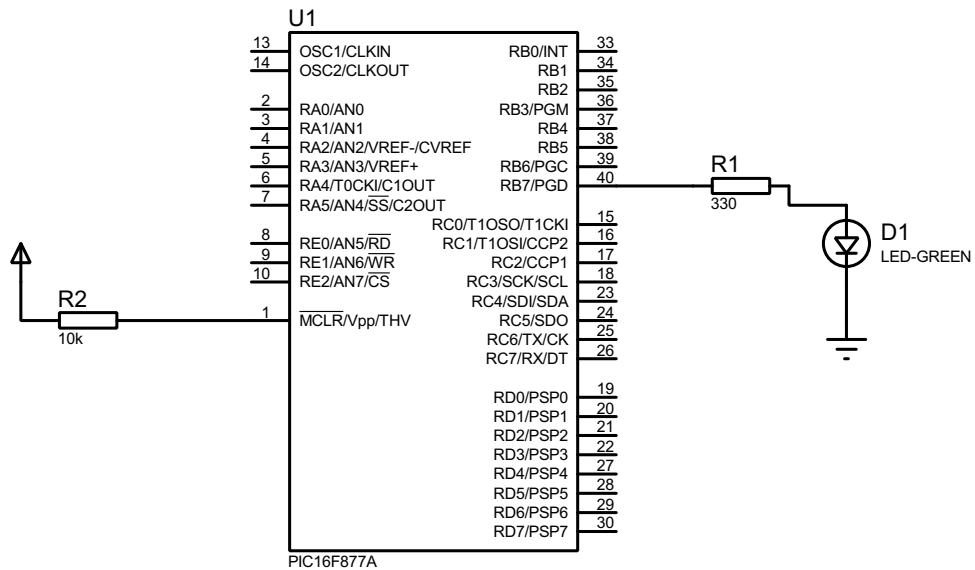 U1
13 OSC1/CLKIN RB0/INT 33
14 OSC2/CLKOUT RB1 34
RB2 35
2 RA0/AN0 RB3/PGM 36
3 RA1/AN1 RB4 37
4 RA2/AN2/VREF-/CVREF RB5 38
5 RA3/AN3/VREF+ RB6/PGC 39
6 RA4/T0CKI/C1OUT RB7/PGD 40
7 RA5/AN4/SS/C2OUT
RC0/T1OSO/T1CKI 15
8 RE0/AN5/RD RC1/T1OSI/CCP2 16
9 RE1/AN6/WR RC2/CCP1 17
10 RE2/AN7/CS RC3/SCK/SCL 18
RC4/SDI/SDA 23
1 MCLR/Vpp/THV RC5/SDO 24
RC6/TX/CK 25
RC7/RX/DT 26
RD0/PSP0 19
RD1/PSP1 20
RD2/PSP2 21
RD3/PSP3 22
RD4/PSP4 27
RD5/PSP5 28
RD6/PSP6 29
RD7/PSP7 30
PIC16F877A
R1
330
D1
LED-GREEN
R2
10k